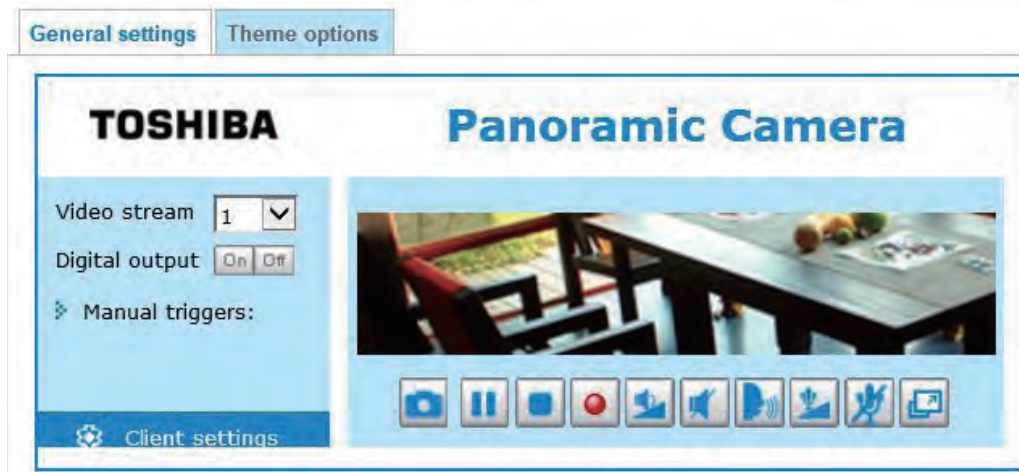 General settings
Theme options
TOSHIBA
Panoramic Camera
Video stream 1
Digital output On Off
Manual triggers:
Client settings